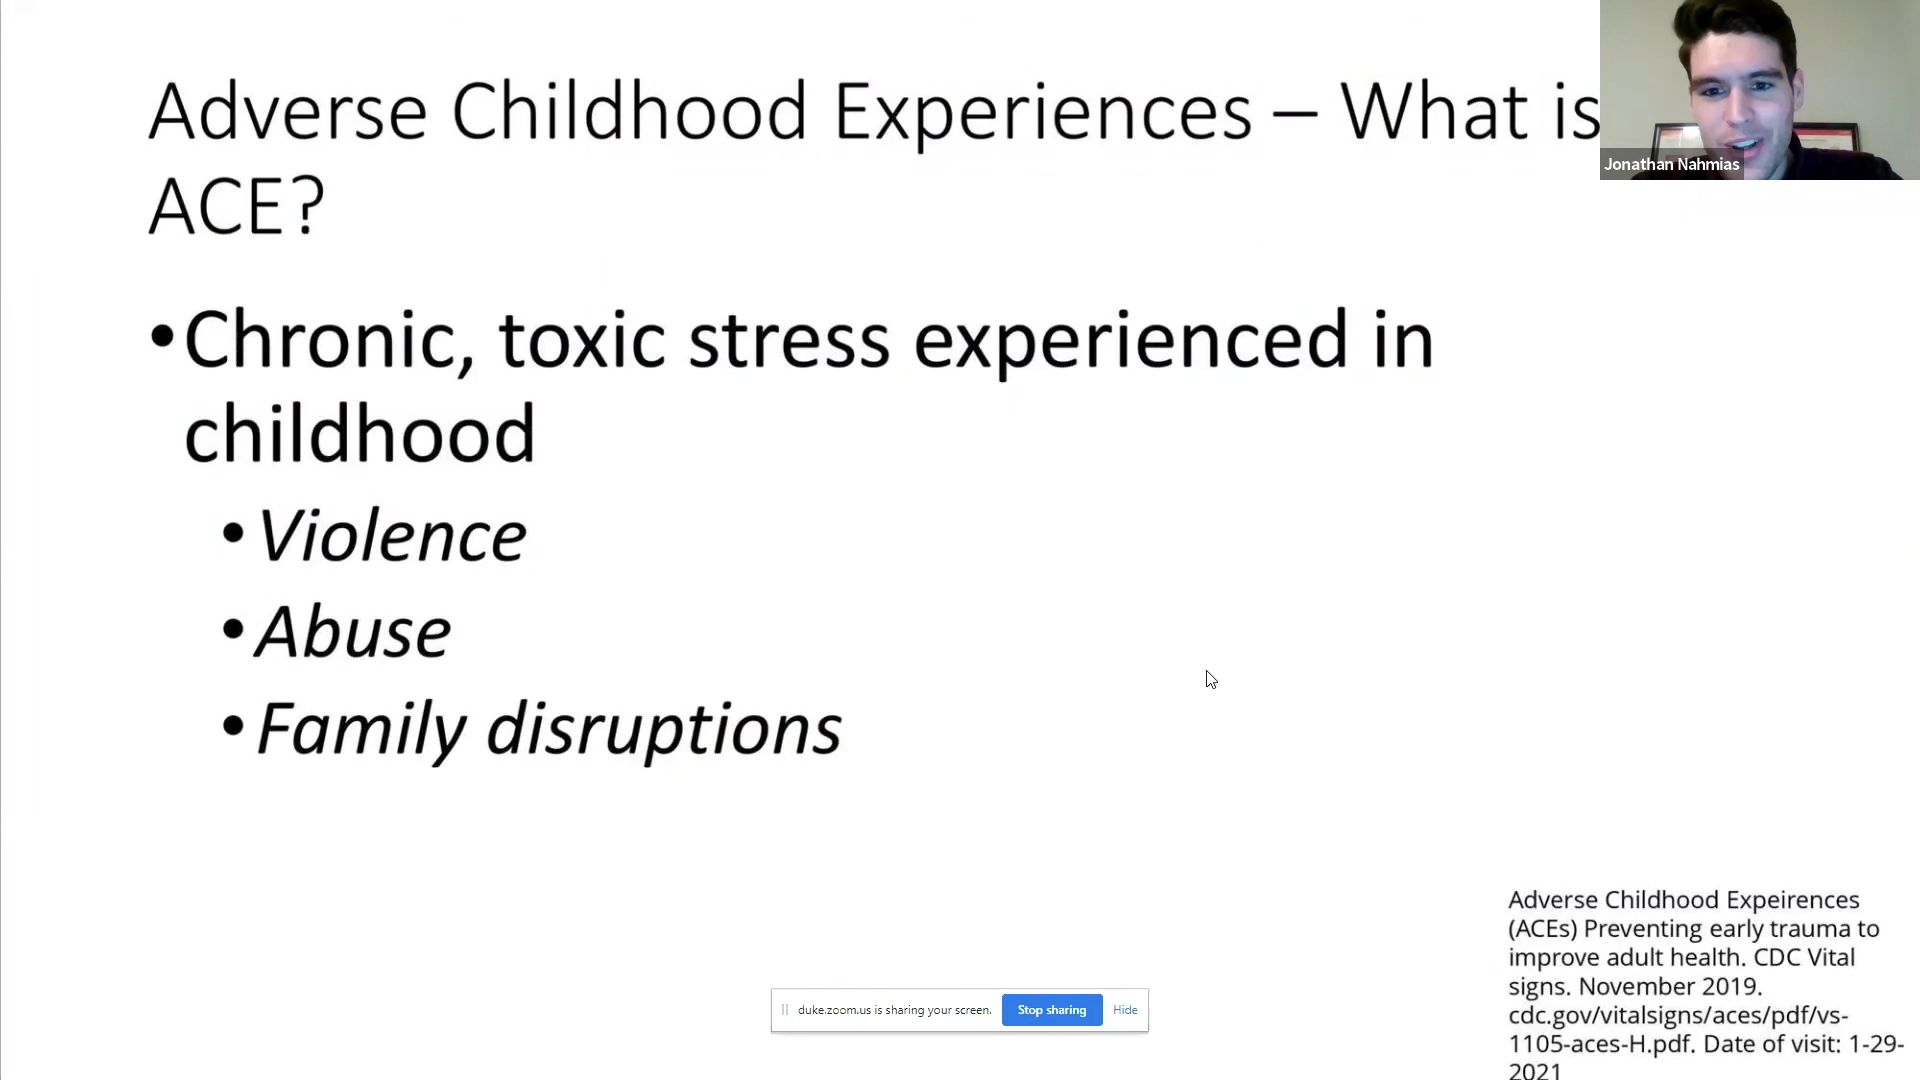 Adverse Childhood Experiences – What is
ACE?
Jonathan Nahmias
•Chronic, toxic stress experienced in
childhood
•Violence
•Abuse
•Family disruptions
Adverse Childhood Expeirences
(ACEs) Preventing early trauma to
improve adult health. CDC Vital
signs. November 2019.
cdc.gov/vitalsigns/aces/pdf/vs-
1105-aces-H.pdf. Date of visit: 1-29-
2021
duke.zoom.us is sharing your screen. Stop sharing Hide